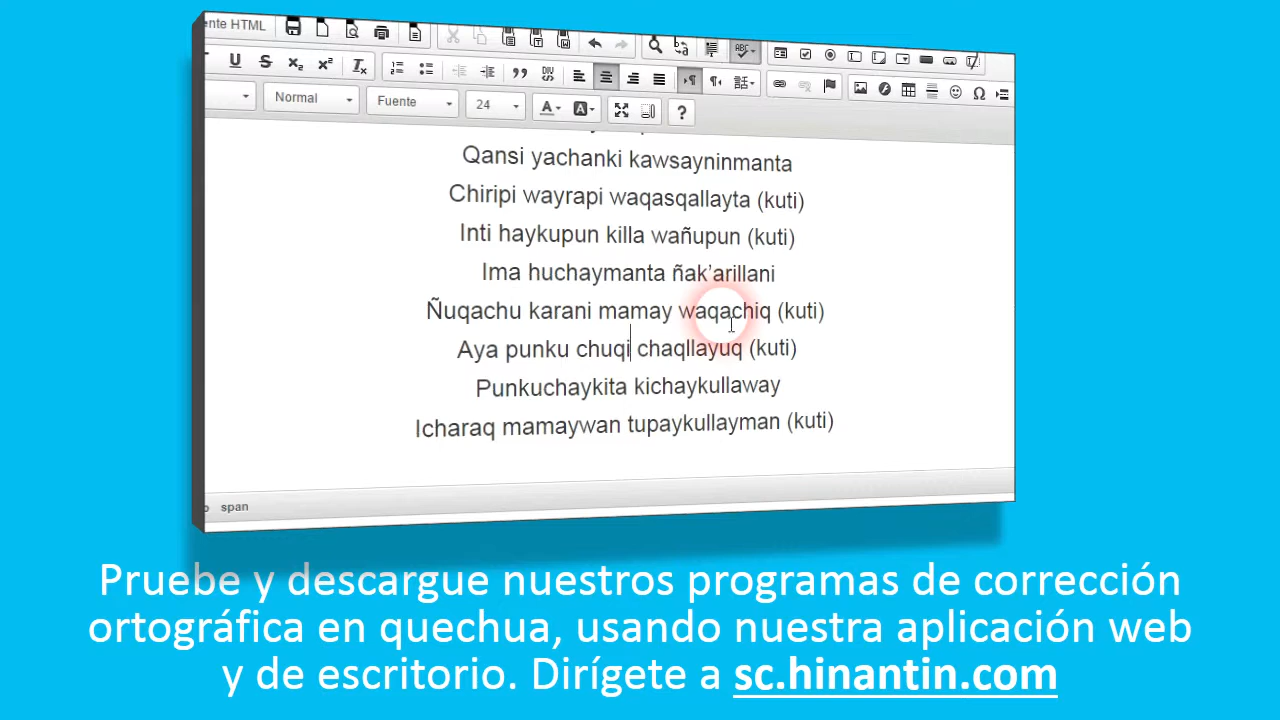 ente HTML
Normal Fuente 24
Qansi yachanki kawsayninmanta
Chiripi wayrapi waqasqallayta (kuti)
Inti haykupun killa wañupun (kuti)
Ima huchaymanta ñak’arillani
Ñuqachu karani mamay waqachiq (kuti)
Aya punku chuqi chaqllayuq (kuti)
Punkuchaykita kichaykullaway
Icharaq mamaywan tupaykullayman (kuti)
span
Pruebe y descargue nuestros programas de corrección
ortográfica en quechua, usando nuestra aplicación web
y de escritorio. Dirígete a sc.hinantin.com